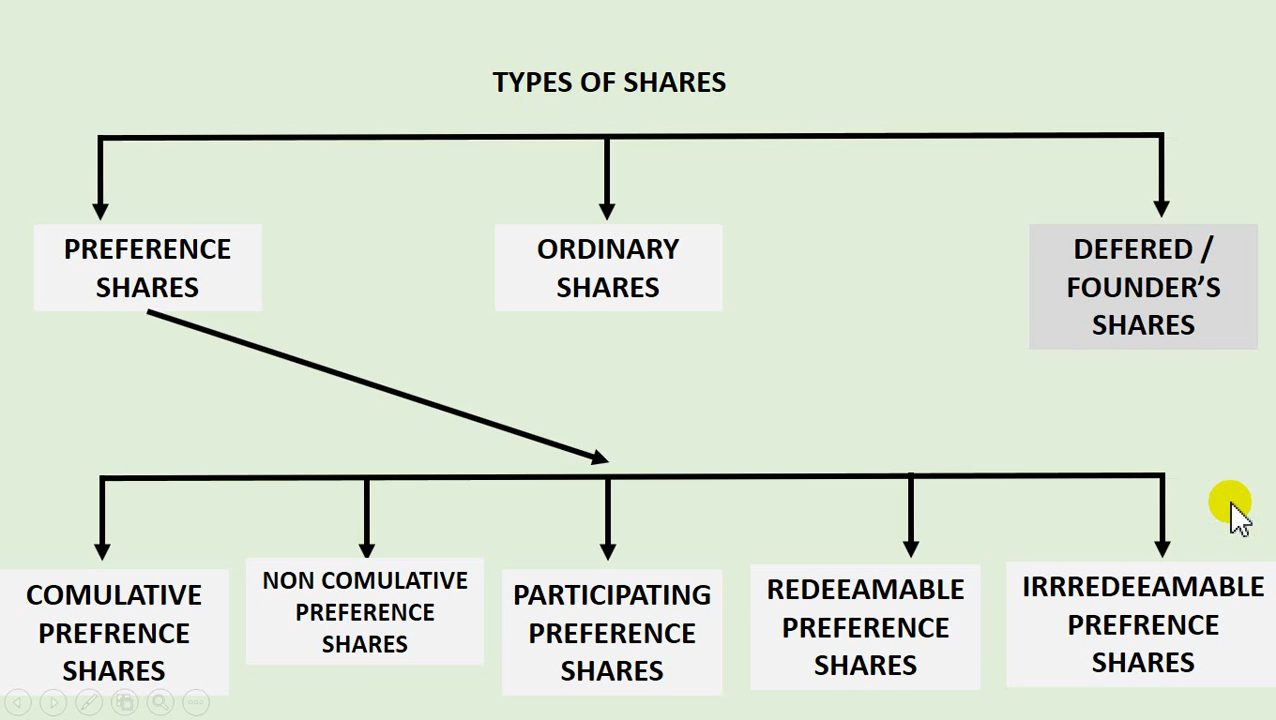 TYPES OF SHARES
PREFERENCE
SHARES
ORDINARY
SHARES
DEFERED /
FOUNDER’S
SHARES
COMULATIVE
PREFRENCE
SHARES
NON COMULATIVE
PREFERENCE
SHARES
PARTICIPATING
PREFERENCE
SHARES
REDEEAMABLE
PREFERENCE
SHARES
IRRREDEEAMABLE
PREFRENCE
SHARES